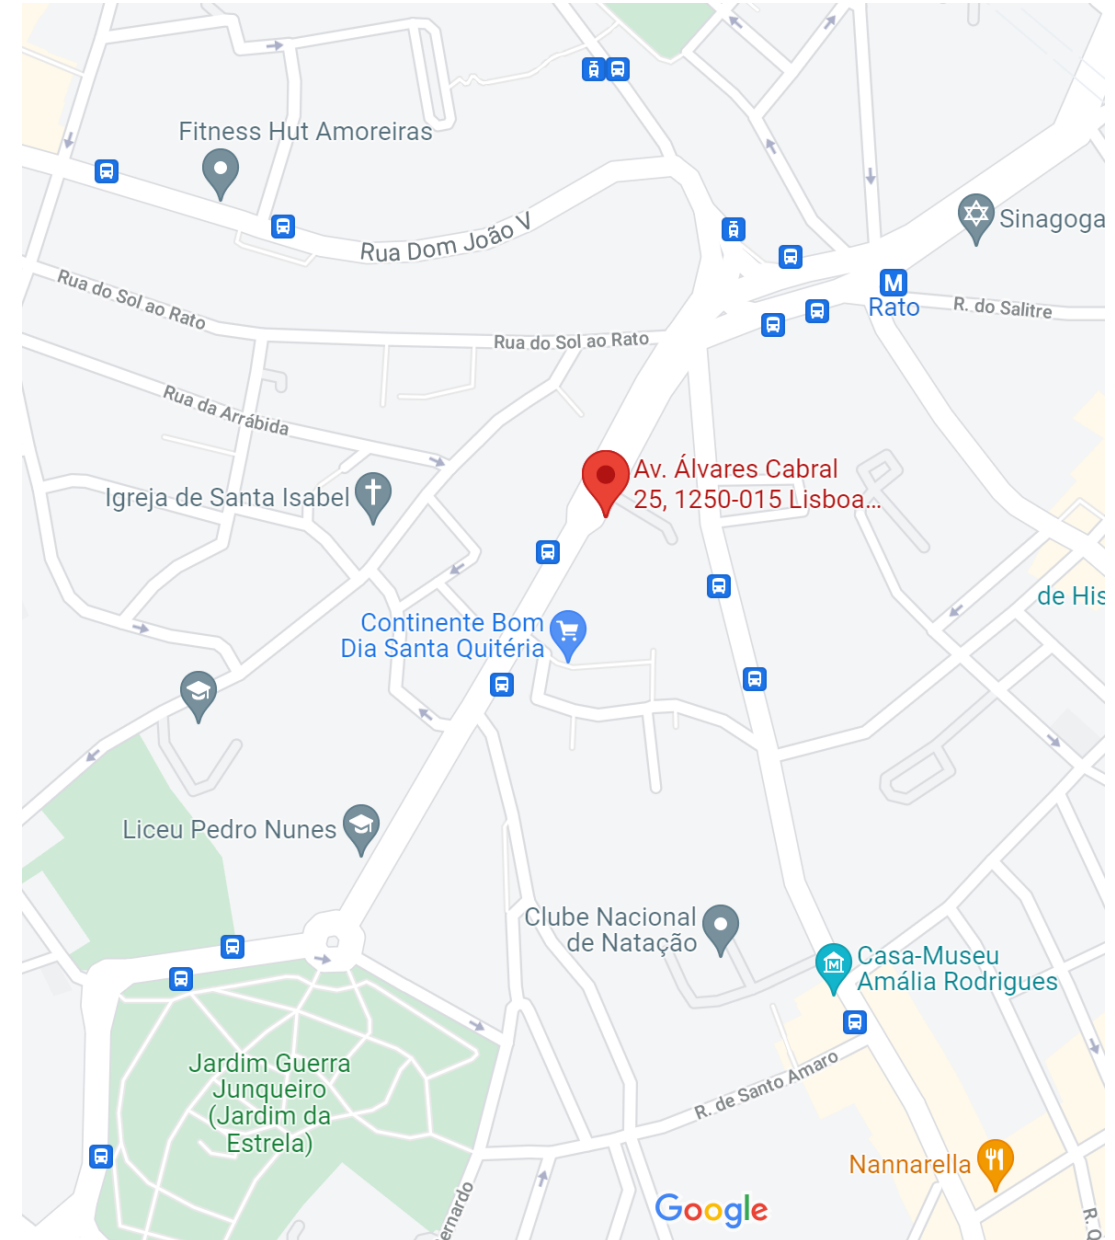 Fitness Hut Amoreiras
Sinagoga
Rua Dom João V
Rua do Sol ao Rato
M
Rato
R. do Salitre
Rua do Sol ao Rato
Rua da Arrábida
Av. Álvares Cabral
25, 1250-015 Lisboa...
Igreja de Santa Isabel
de His
Continente Bom
Dia Santa Quitéria
Liceu Pedro Nunes
Clube Nacional
de Natação
Casa-Museu
Amália Rodrigues
Jardim Guerra
Junqueiro
(Jardim da
Estrela)
R. de Santo Amaro
Nannarella
ernardo
R. Q
Google